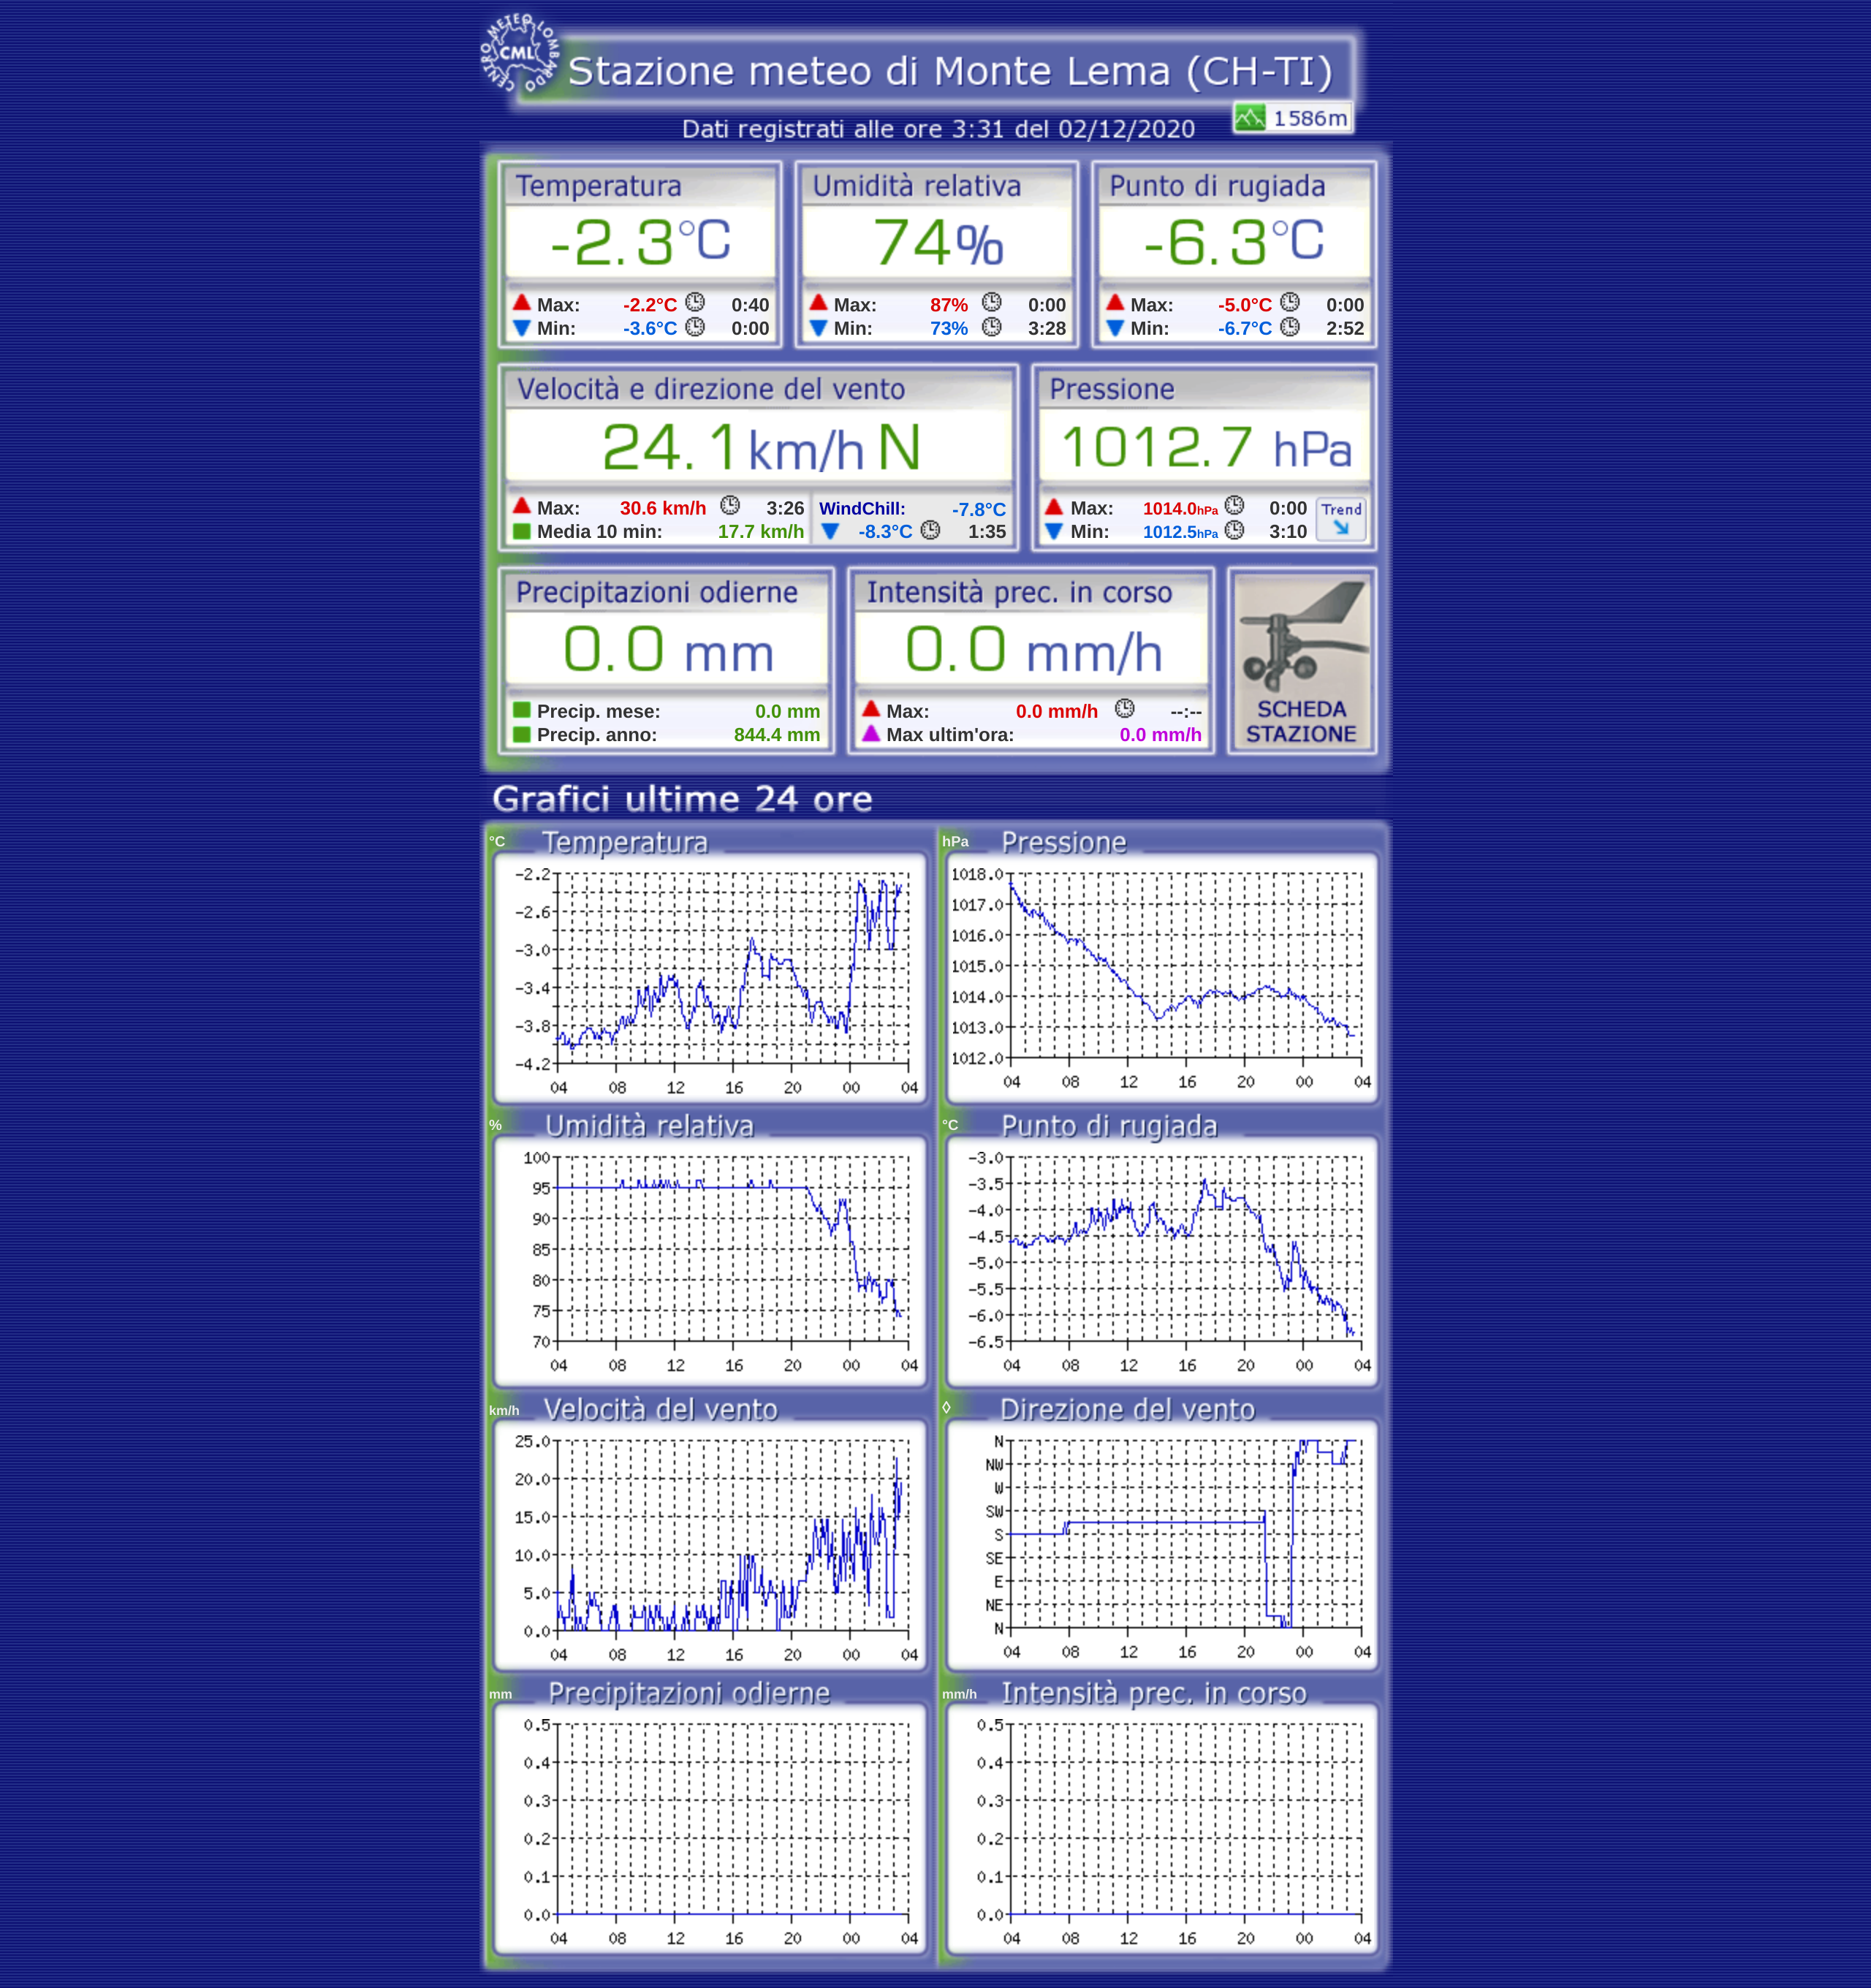 CENTRO METEO LOMBARDO
CML
Stazione meteo di Monte Lema (CH-TI)
1586m
Dati registrati alle ore 3:31 del 02/12/2020
Temperatura Umidità relativa Punto di rugiada
-2.3°C 74% -6.3°C
Max: -2.2°C 0:40 Max: 87% 0:00 Max: -5.0°C 0:00
Min: -3.6°C 0:00 Min: 73% 3:28 Min: -6.7°C 2:52
Velocità e direzione del vento Pressione
24.1km/h N 1012.7 hPa
Max: 30.6 km/h 3:26 WindChill: -7.8°C Max: 1014.0hPa 0:00 Trend
Media 10 min: 17.7 km/h -8.3°C 1:35 Min: 1012.5hPa 3:10
Precipitazioni odierne Intensità prec. in corso
0.0 mm 0.0 mm/h
Precip. mese: 0.0 mm Max: 0.0 mm/h --:-- SCHEDA
Precip. anno: 844.4 mm Max ultim'ora: 0.0 mm/h STAZIONE
Grafici ultime 24 ore
°C Temperatura
-2.2
-2.6
-3.0
-3.4
-3.8
-4.2
04 08 12 16 20 00 04
hPa Pressione
1018.0
1017.0
1016.0
1015.0
1014.0
1013.0
1012.0
04 08 12 16 20 00 04
% Umidità relativa
100
95
90
85
80
75
70
04 08 12 16 20 00 04
°C Punto di rugiada
-3.0
-3.5
-4.0
-4.5
-5.0
-5.5
-6.0
-6.5
04 08 12 16 20 00 04
km/h Velocità del vento
25.0
20.0
15.0
10.0
5.0
0.0
04 08 12 16 20 00 04
◊ Direzione del vento
N
NW
W
SW
S
SE
E
NE
N
04 08 12 16 20 00 04
mm Precipitazioni odierne
0.5
0.4
0.3
0.2
0.1
0.0
04 08 12 16 20 00 04
mm/h Intensità prec. in corso
0.5
0.4
0.3
0.2
0.1
0.0
04 08 12 16 20 00 04